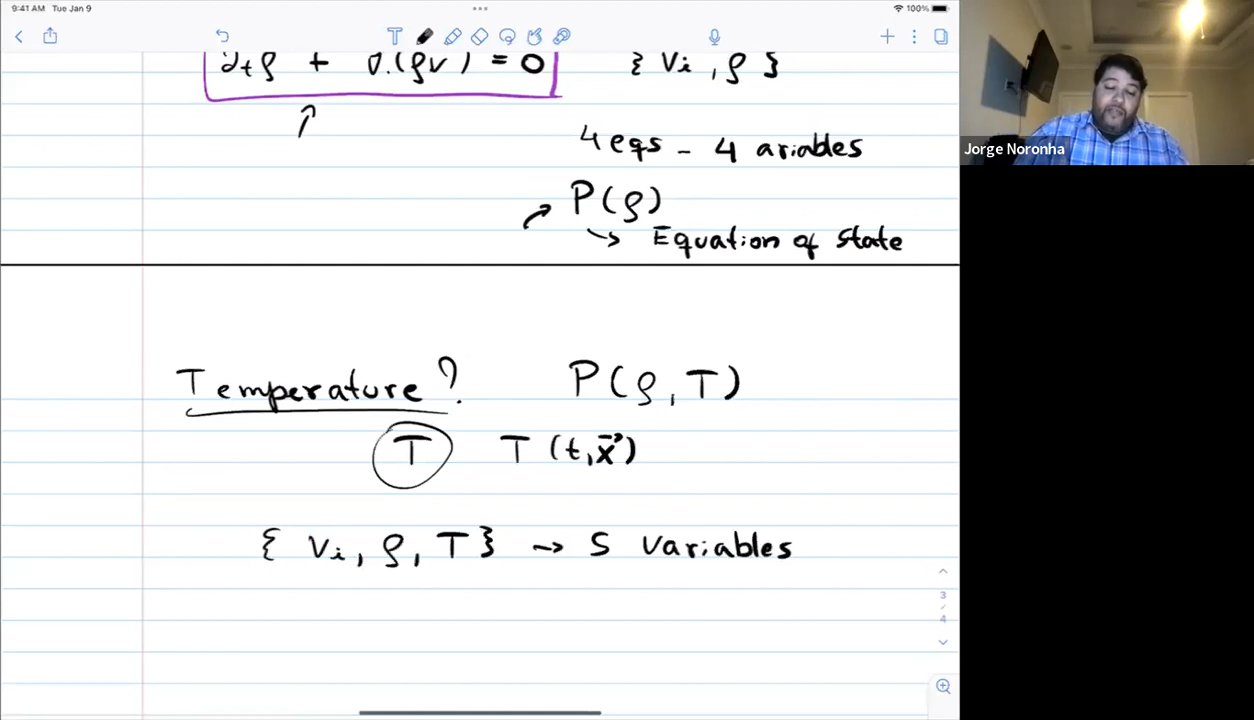 9:41 AM Tue Jan 9
100%
∂tρ + ∇.(ρv) = 0 { Vi , ρ }
4 eqs - 4 ariables
P(ρ)
↳ Equation of state
Temperature? P(ρ, T)
T T (t, x⃗)
{ Vi, ρ, T } → 5 variables
Jorge Noronha
3
/
4